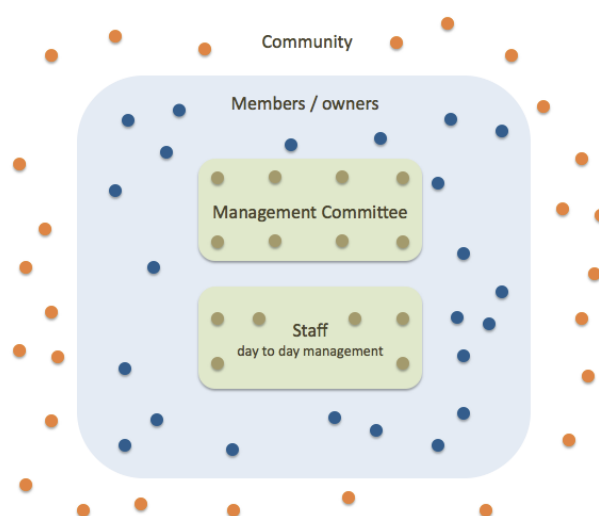 Community
Members / owners
Management Committee
Staff
day to day management